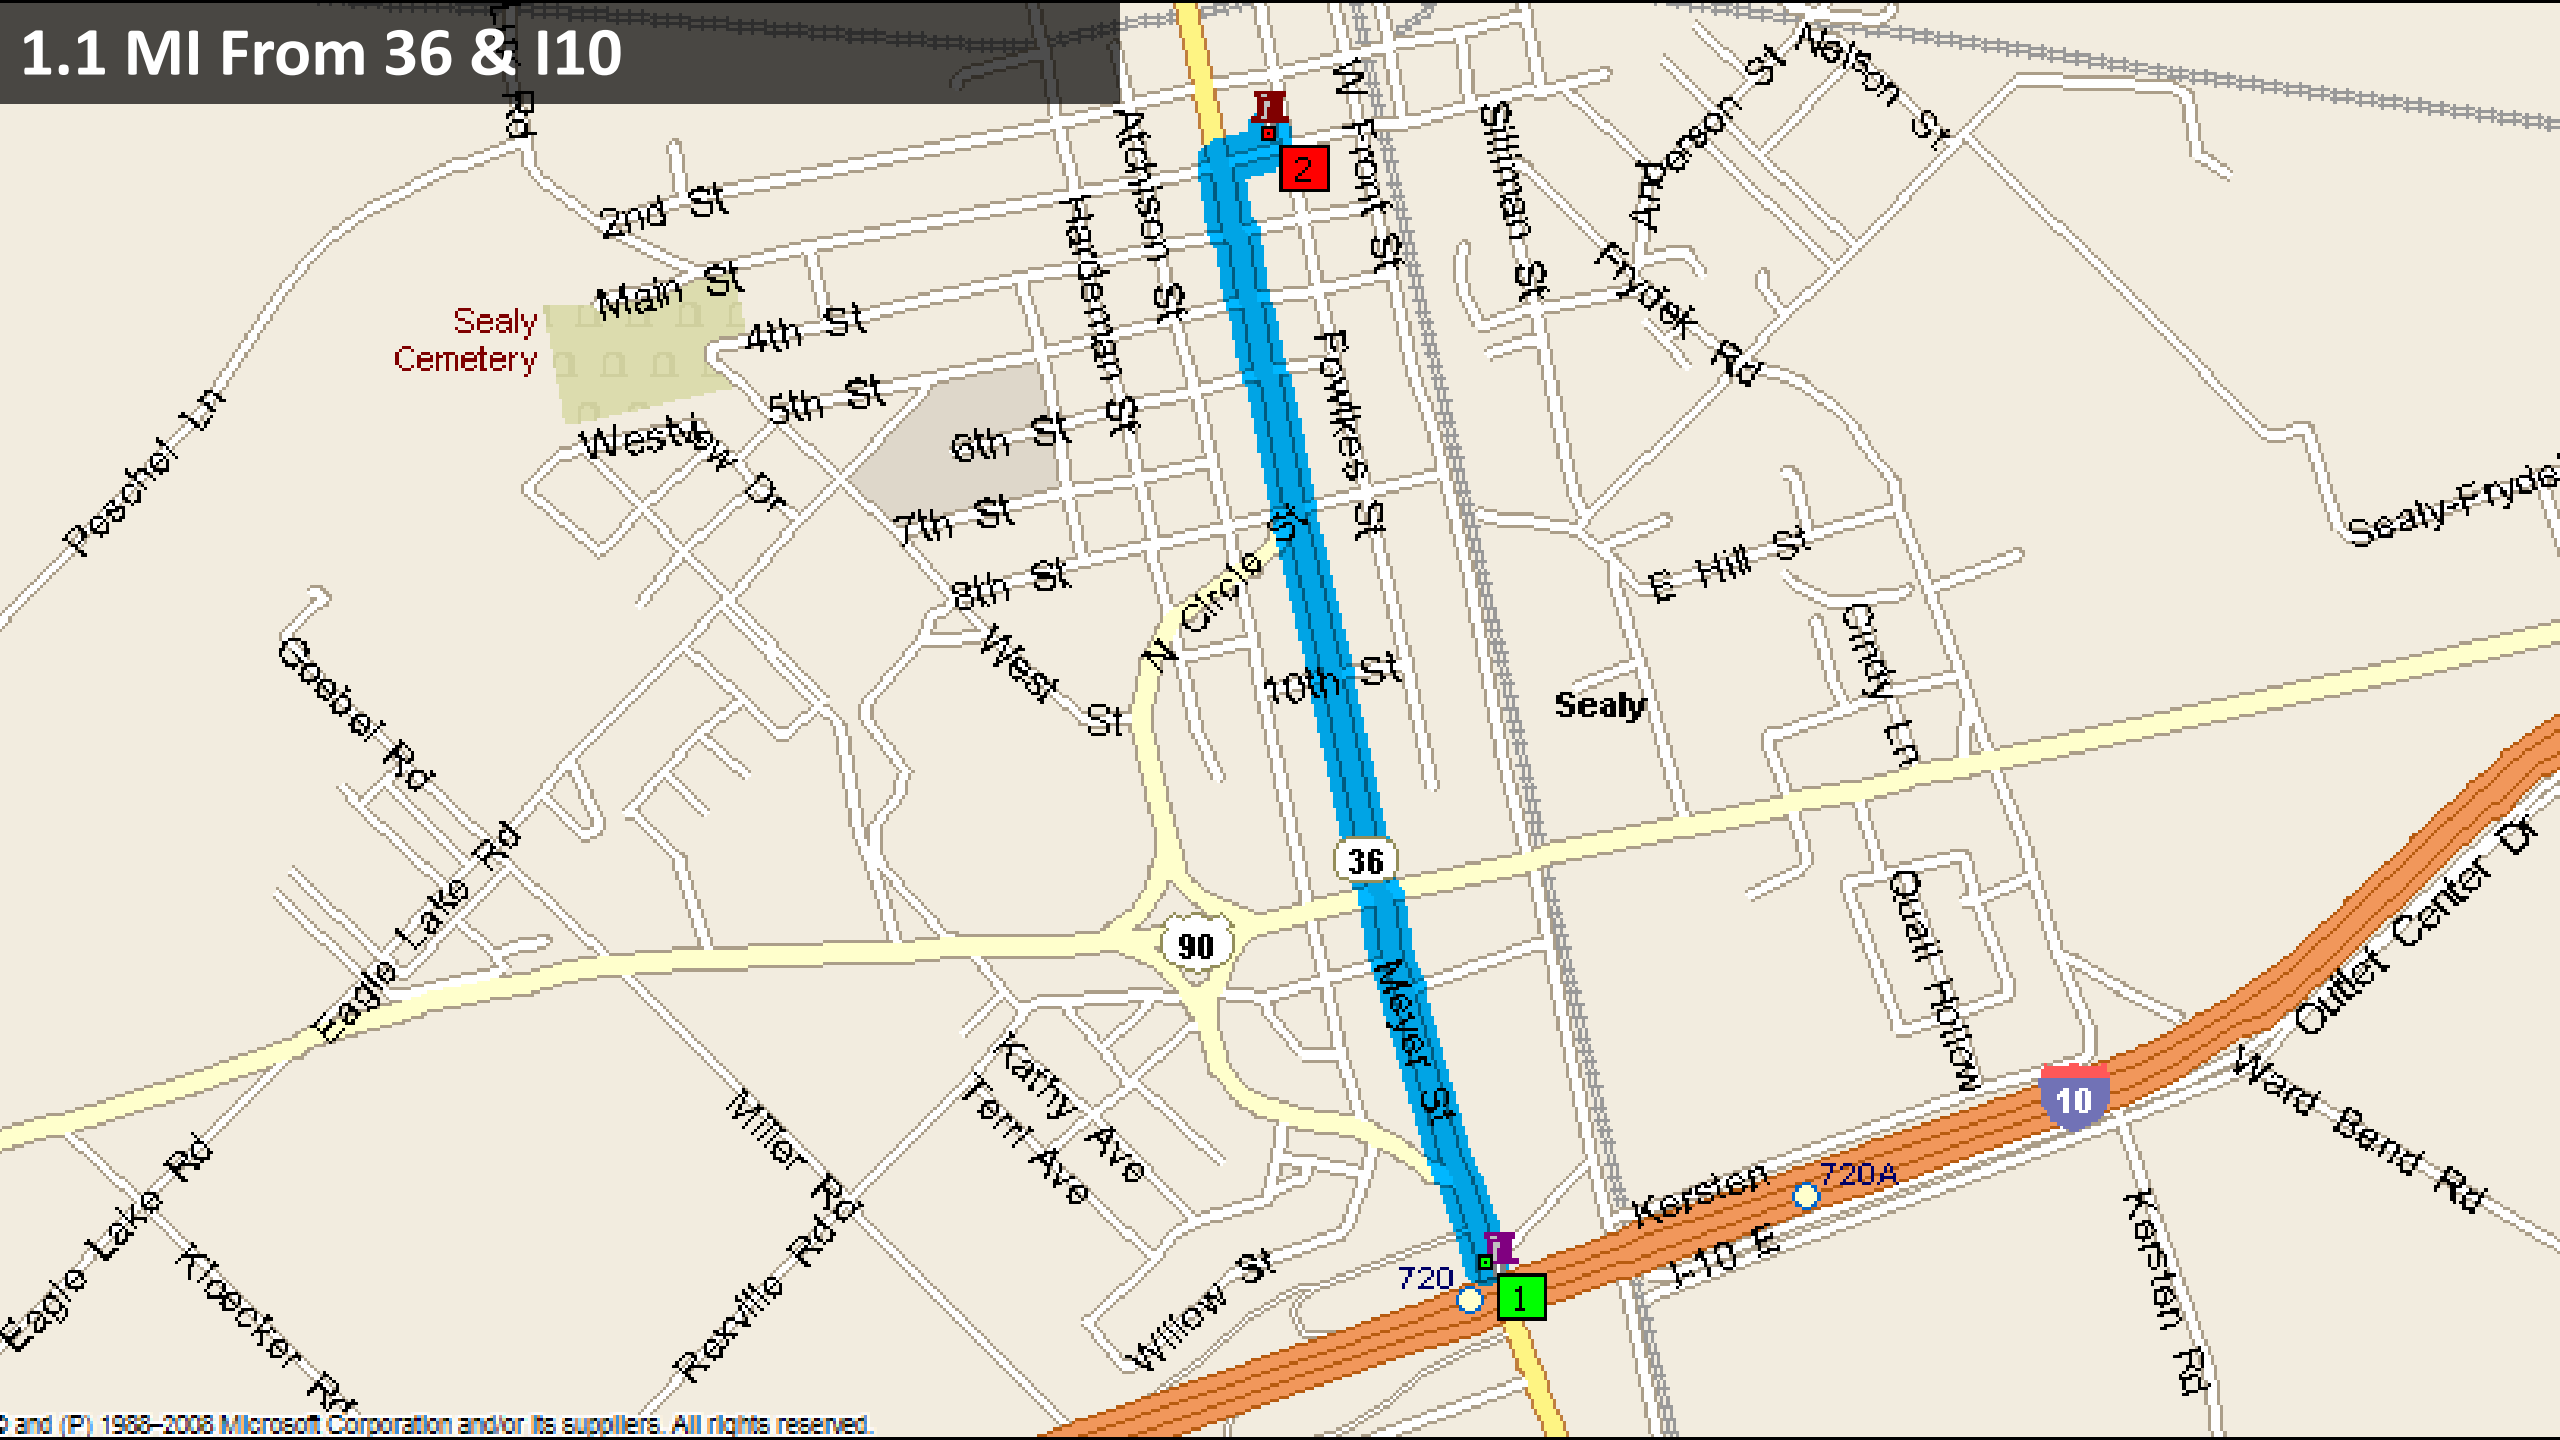 1.1 MI From 36 & I10
Rd
W Front St
Anderson St
Nelson St
Atchison St
Sillman St
2
2nd St
Main St
Hardeman St
Frydek Rd
Sealy
Cemetery
4th St
5th St
Fowlkes St
Westvw Dr
6th St
Peschel Ln
7th St
Sealy-Fryde
E Hill St
8th St
N Circle
Cindy Ln
Goebel Rd
West St
10th St
Sealy
36
Eagle Lake Rd
90
Quail Hollow
Outlet Center Dr
Meyer St
Karhy Ave
Terri Ave
Miller Rd
10
Ward Bend Rd
Eagle Lake Rd
Kloecker Rd
Rexville Rd
Willow St
720
1
Kersten
720A
I-10 E
Kersten Rd
© and (P) 1988–2008 Microsoft Corporation and/or its suppliers. All rights reserved.